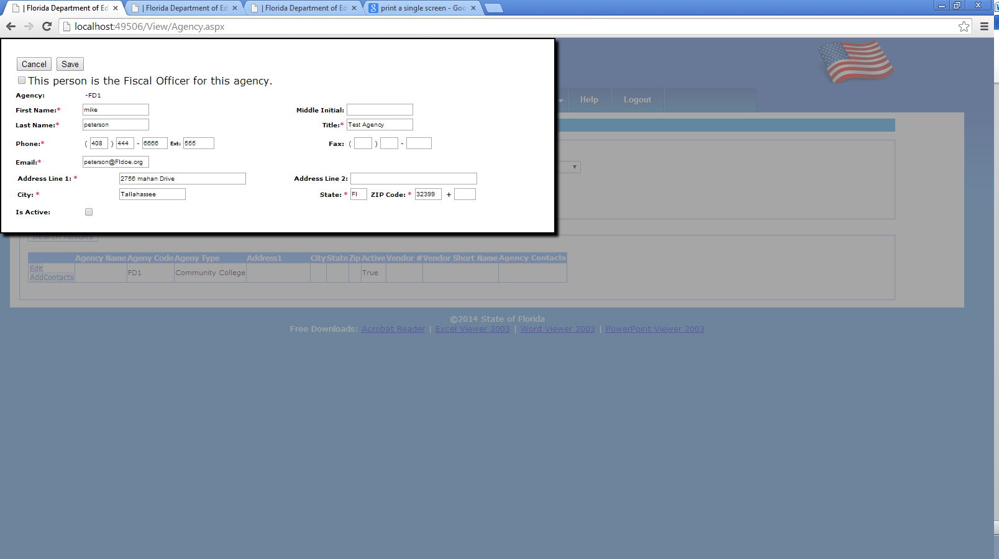 | Florida Department of Ed
| Florida Department of Ed
| Florida Department of Ed
print a single screen - Goo
localhost:49506/View/Agency.aspx
Help Logout
Cancel Save
This person is the Fiscal Officer for this agency.
Agency: -FD1
First Name:* mike Middle Initial:
Last Name:* peterson Title:* Test Agency
Phone:* ( 408 ) 444 - 6666 Ext: 555 Fax: ( ) -
Email:* peterson@Fldoe.org
Address Line 1: * 2756 mahan Drive Address Line 2:
City: * Tallahassee State: * Fl ZIP Code: * 32399 +
Is Active:
Search Results
Agency Name Ageny Code Ageny Type Address1 City State Zip Active Vendor # Vendor Short Name Agency Contacts
Edit
AddContacts FD1 Community College True
©2014 State of Florida
Free Downloads: Acrobat Reader | Excel Viewer 2003 | Word Viewer 2003 | PowerPoint Viewer 2003